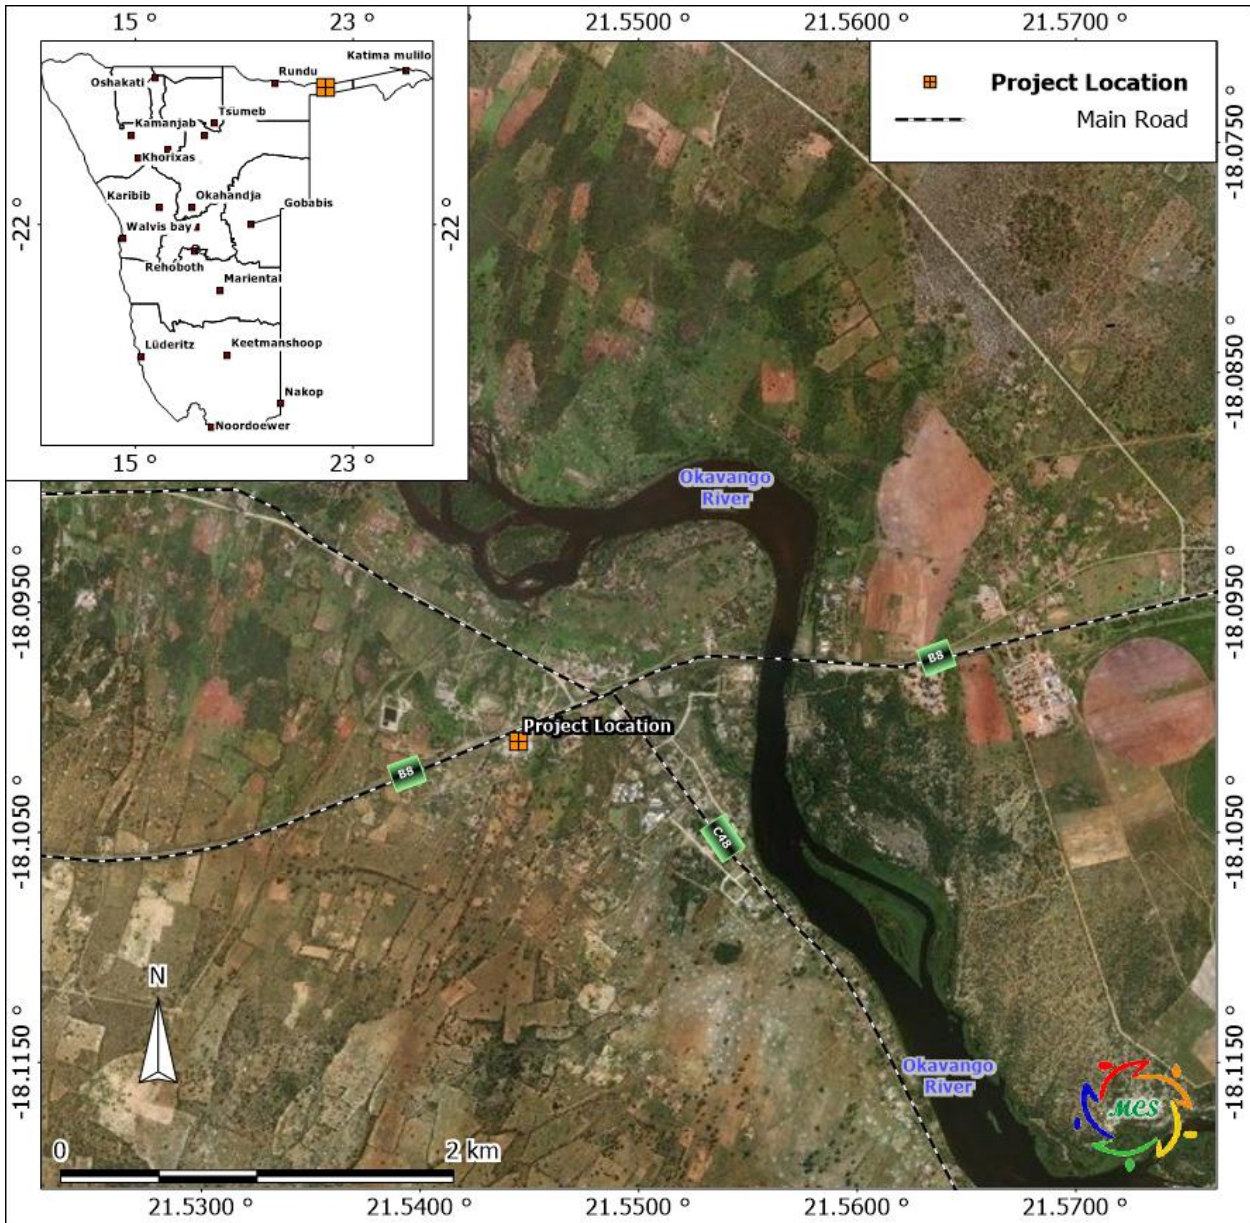 15 °
23 °
21.5500 °
21.5600 °
21.5700 °
Katima mulilo
Rundu
Oshakati
Tsumeb
Kamanjab
Khorixas
Karibib
Okahandja
Gobabis
Walvis bay
Rehoboth
Mariental
Lüderitz
Keetmanshoop
Nakop
Noordoewer
-22 °
-22 °
15 °
23 °
Project Location
Main Road
-18.0750 °
-18.0850 °
Okavango
River
-18.0950 °
-18.0950 °
B8
Project Location
B8
C48
-18.1050 °
-18.1050 °
N
Okavango
River
-18.1150 °
-18.1150 °
MCS
0
2 km
21.5300 °
21.5400 °
21.5500 °
21.5600 °
21.5700 °